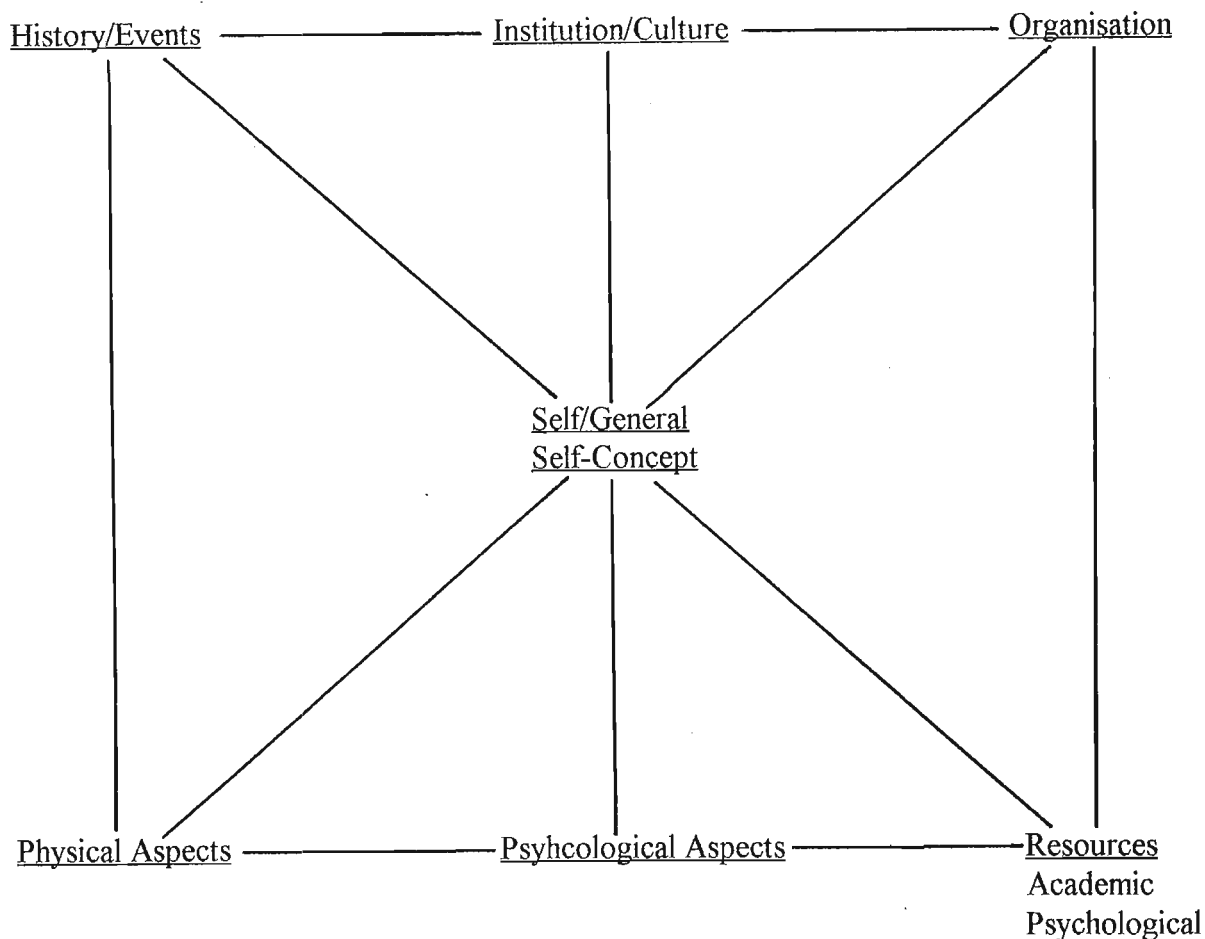 History/Events
Institution/Culture
Organisation
Self/General
Self-Concept
Physical Aspects
Psyhcological Aspects
Resources
Academic
Psychological